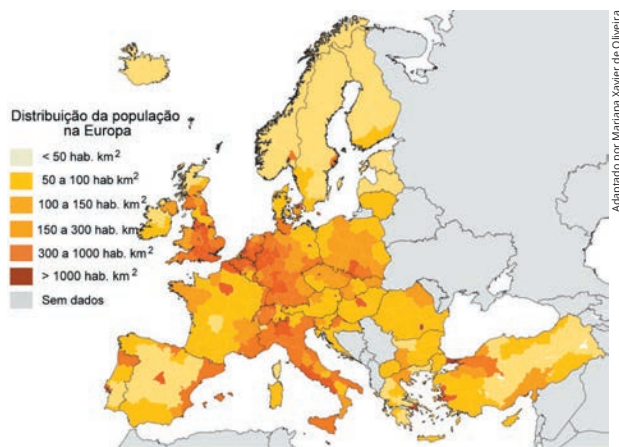 Distribuição da população
na Europa
< 50 hab. km²
50 a 100 hab km²
100 a 150 hab. km²
150 a 300 hab. km
300 a 1000 hab. km²
> 1000 hab. km²
Sem dados
Adaptado por Mariana Xavier de Oliveira